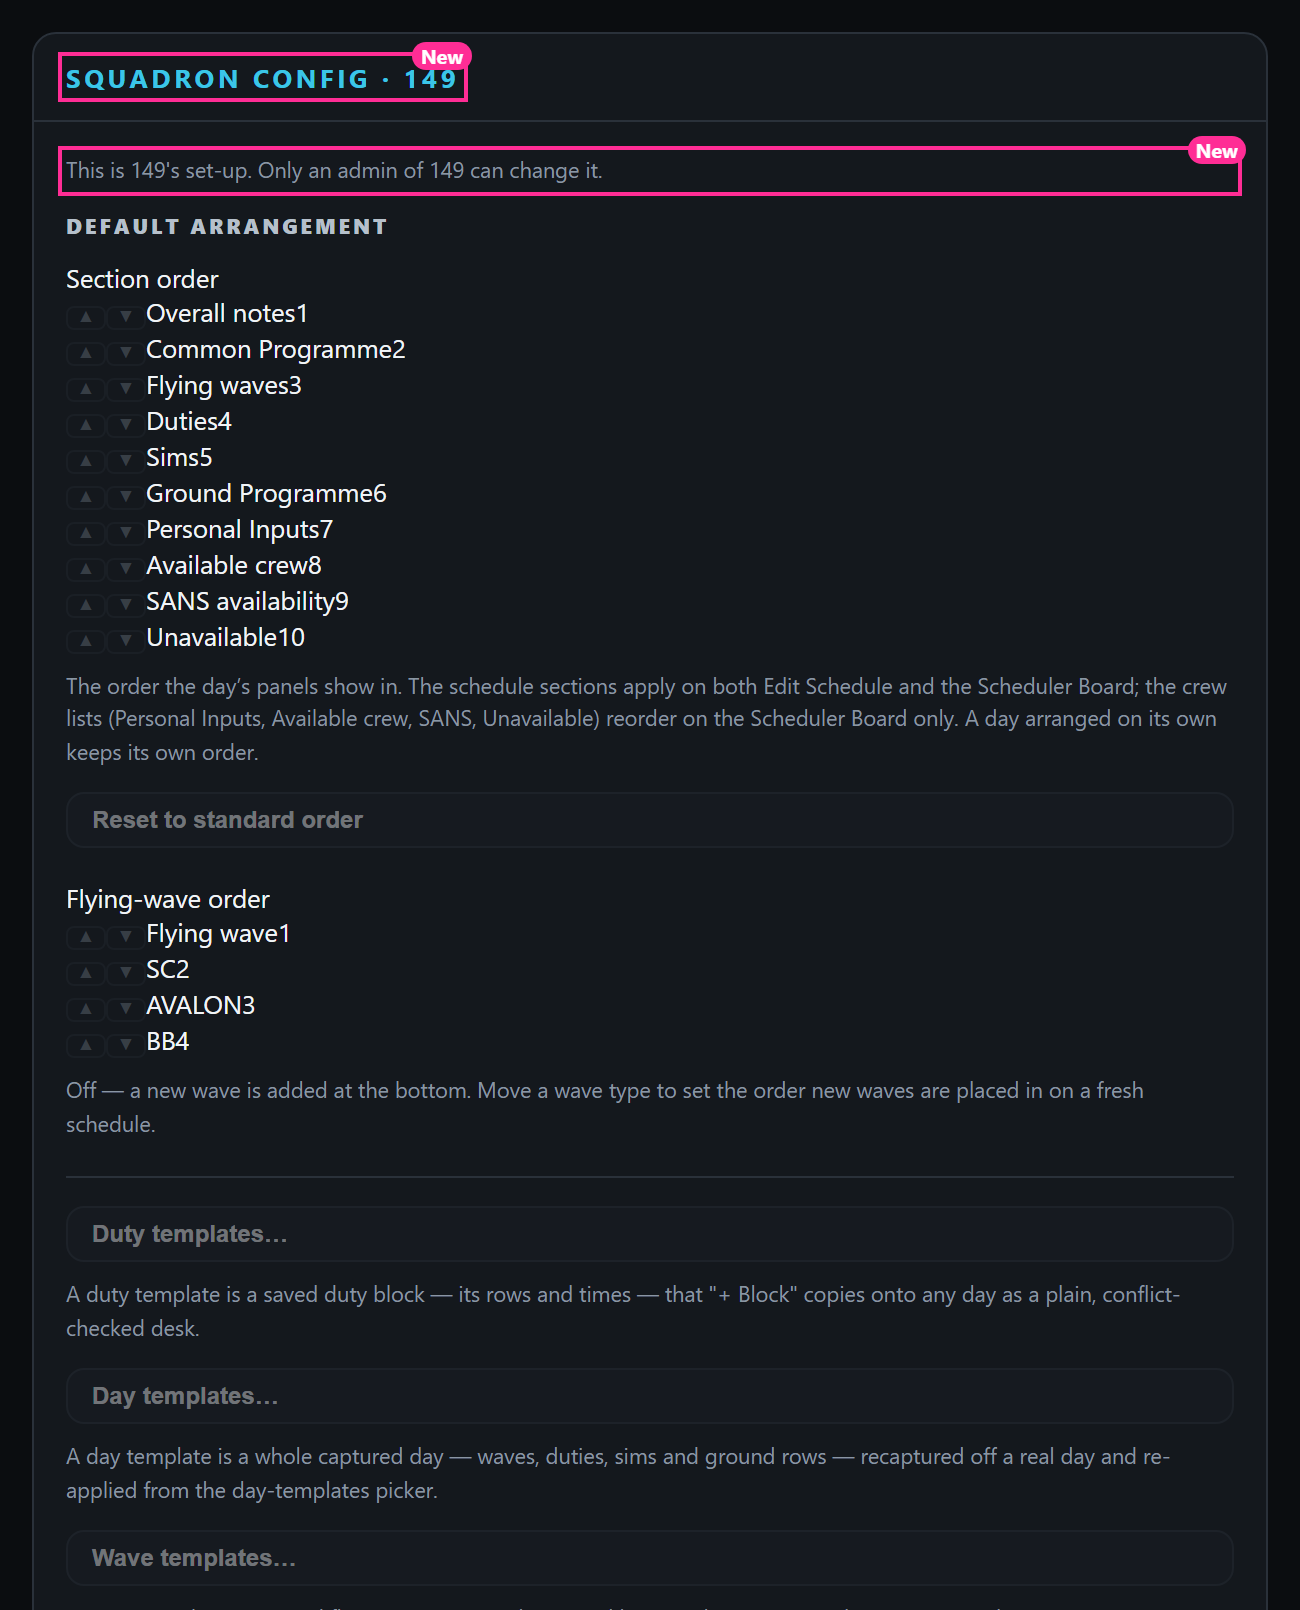 New
SQUADRON CONFIG · 149
New
This is 149's set-up. Only an admin of 149 can change it.
DEFAULT ARRANGEMENT
Section order
▲ ▼ Overall notes1
▲ ▼ Common Programme2
▲ ▼ Flying waves3
▲ ▼ Duties4
▲ ▼ Sims5
▲ ▼ Ground Programme6
▲ ▼ Personal Inputs7
▲ ▼ Available crew8
▲ ▼ SANS availability9
▲ ▼ Unavailable10
The order the day’s panels show in. The schedule sections apply on both Edit Schedule and the Scheduler Board; the crew
lists (Personal Inputs, Available crew, SANS, Unavailable) reorder on the Scheduler Board only. A day arranged on its own
keeps its own order.
Reset to standard order
Flying-wave order
▲ ▼ Flying wave1
▲ ▼ SC2
▲ ▼ AVALON3
▲ ▼ BB4
Off — a new wave is added at the bottom. Move a wave type to set the order new waves are placed in on a fresh
schedule.
Duty templates…
A duty template is a saved duty block — its rows and times — that "+ Block" copies onto any day as a plain, conflict-
checked desk.
Day templates…
A day template is a whole captured day — waves, duties, sims and ground rows — recaptured off a real day and re-
applied from the day-templates picker.
Wave templates…